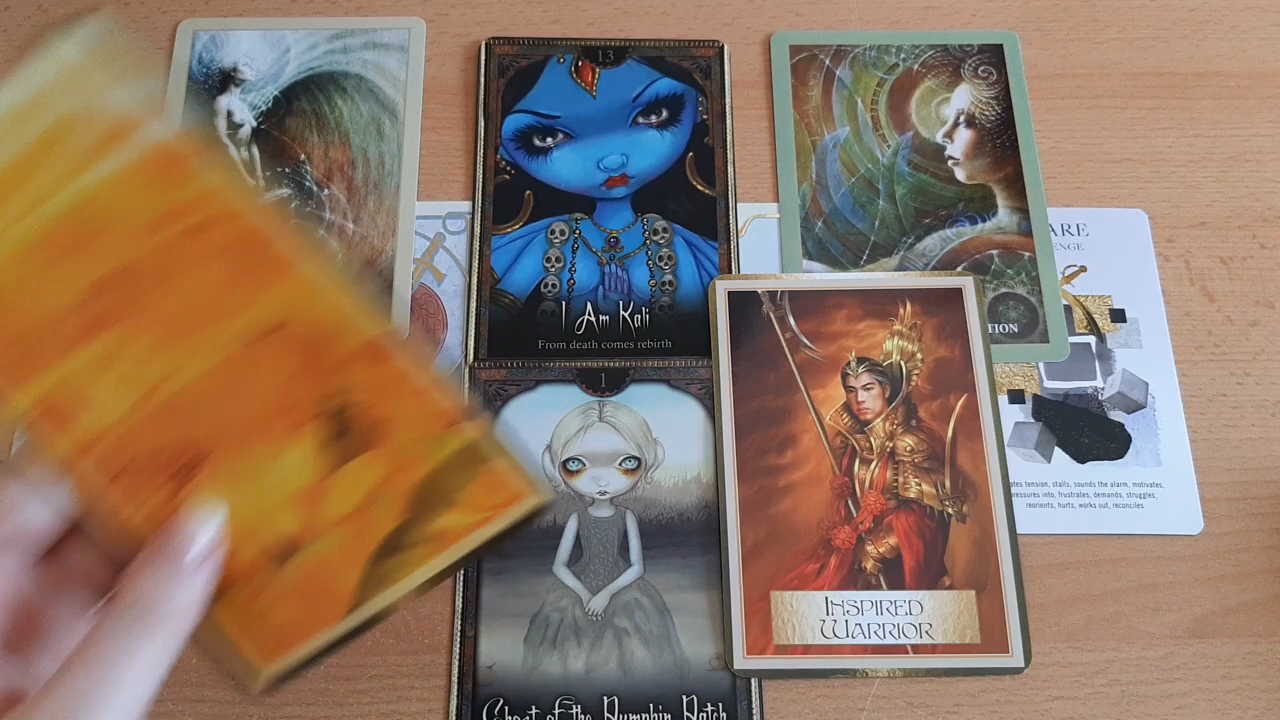 13
I Am Kali
From death comes rebirth
1
Ghost of the Pumpkin Patch
INSPIRED
WARRIOR
TION
ARE
ENGE
ates tension, stalls, sounds the alarm, motivates,
pressures into, frustrates, demands, struggles,
reorients, hurts, works out, reconciles